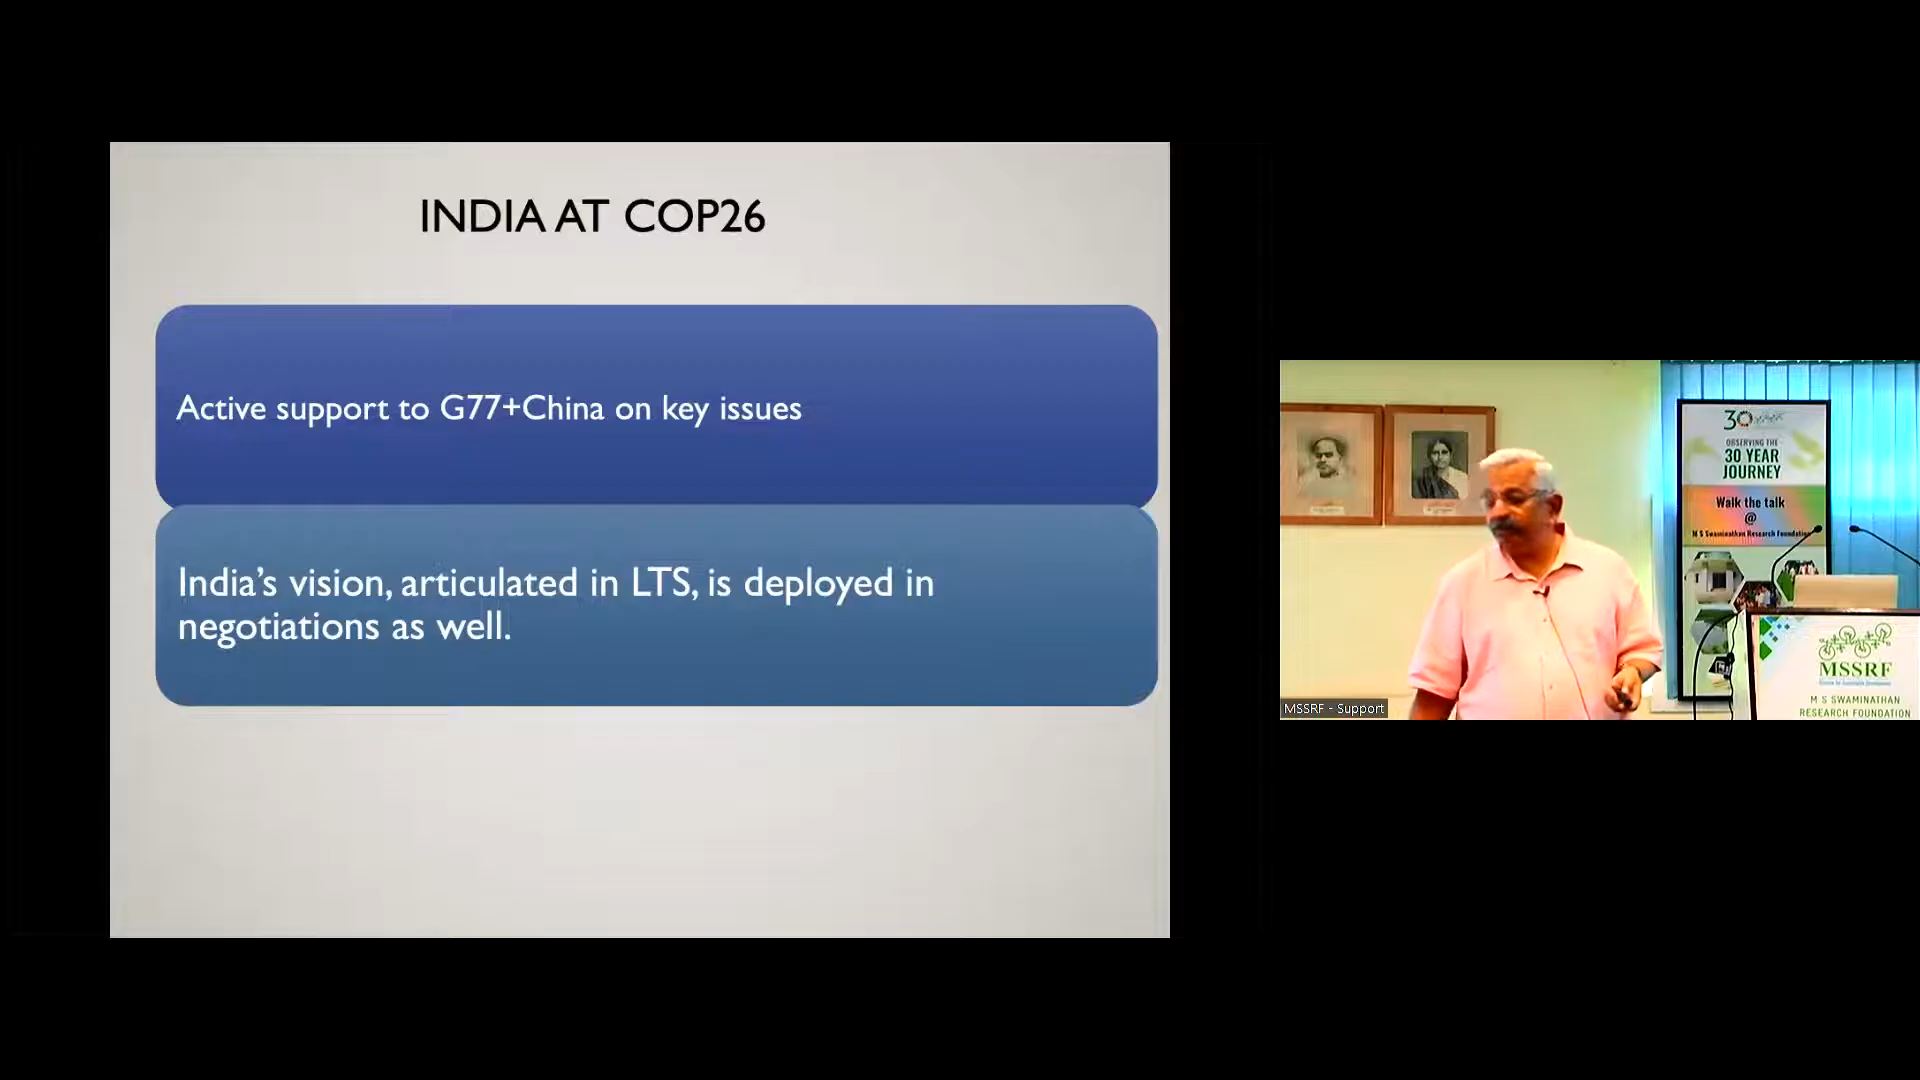 INDIA AT COP26
Active support to G77+China on key issues
India's vision, articulated in LTS, is deployed in
negotiations as well.
30
OBSERVING THE
30 YEAR
JOURNEY
Walk the talk
@
M S Swaminathan Research Foundation
MSSRF
M S SWAMINATHAN
RESEARCH FOUNDATION
MSSRF - Support